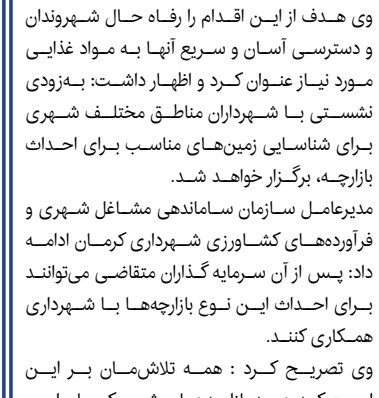 وی هدف از این اقدام را رفاه حال شهروندان
و دسترسی آسان و سریع آنها به مواد غذایی
مورد نیاز عنوان کرد و اظهار داشت: به‌زودی
نشستی با شهرداران مناطق مختلف شهری
برای شناسایی زمین‌های مناسب برای احداث
بازارچه، برگزار خواهد شد.
مدیرعامل سازمان ساماندهی مشاغل شهری و
فرآورده‌های کشاورزی شهرداری کرمان ادامه
داد: پس از آن سرمایه گذاران متقاضی می‌توانند
برای احداث این نوع بازارچه‌ها با شهرداری
همکاری کنند.
وی تصریح کرد : همه تلاش‌مان بر این